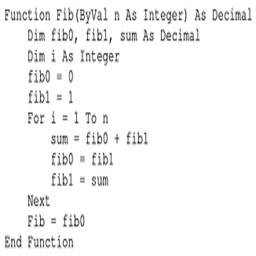 Function Fib(ByVal n As Integer) As Decimal
    Dim fib0, fib1, sum As Decimal
    Dim i As Integer
    fib0 = 0
    fib1 = 1
    For i = 1 To n
        sum = fib0 + fib1
        fib0 = fib1
        fib1 = sum
    Next
    Fib = fib0
End Function